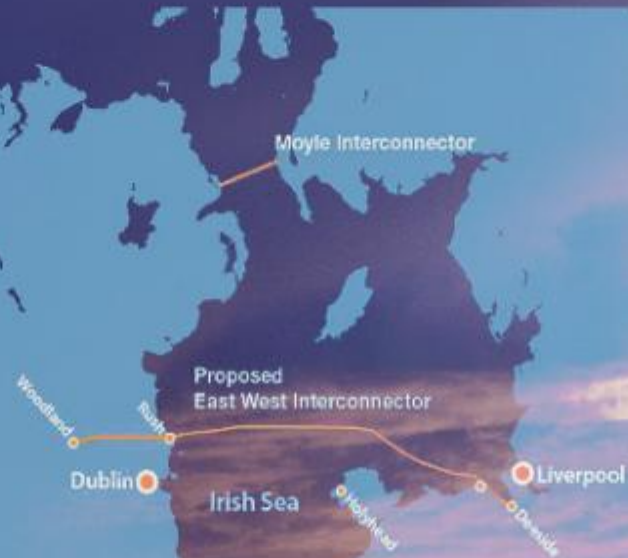 Moyle Interconnector
Proposed
East West Interconnector
Woodland
Rush
Dublin
Liverpool
Irish Sea
Holyhead
Deeside